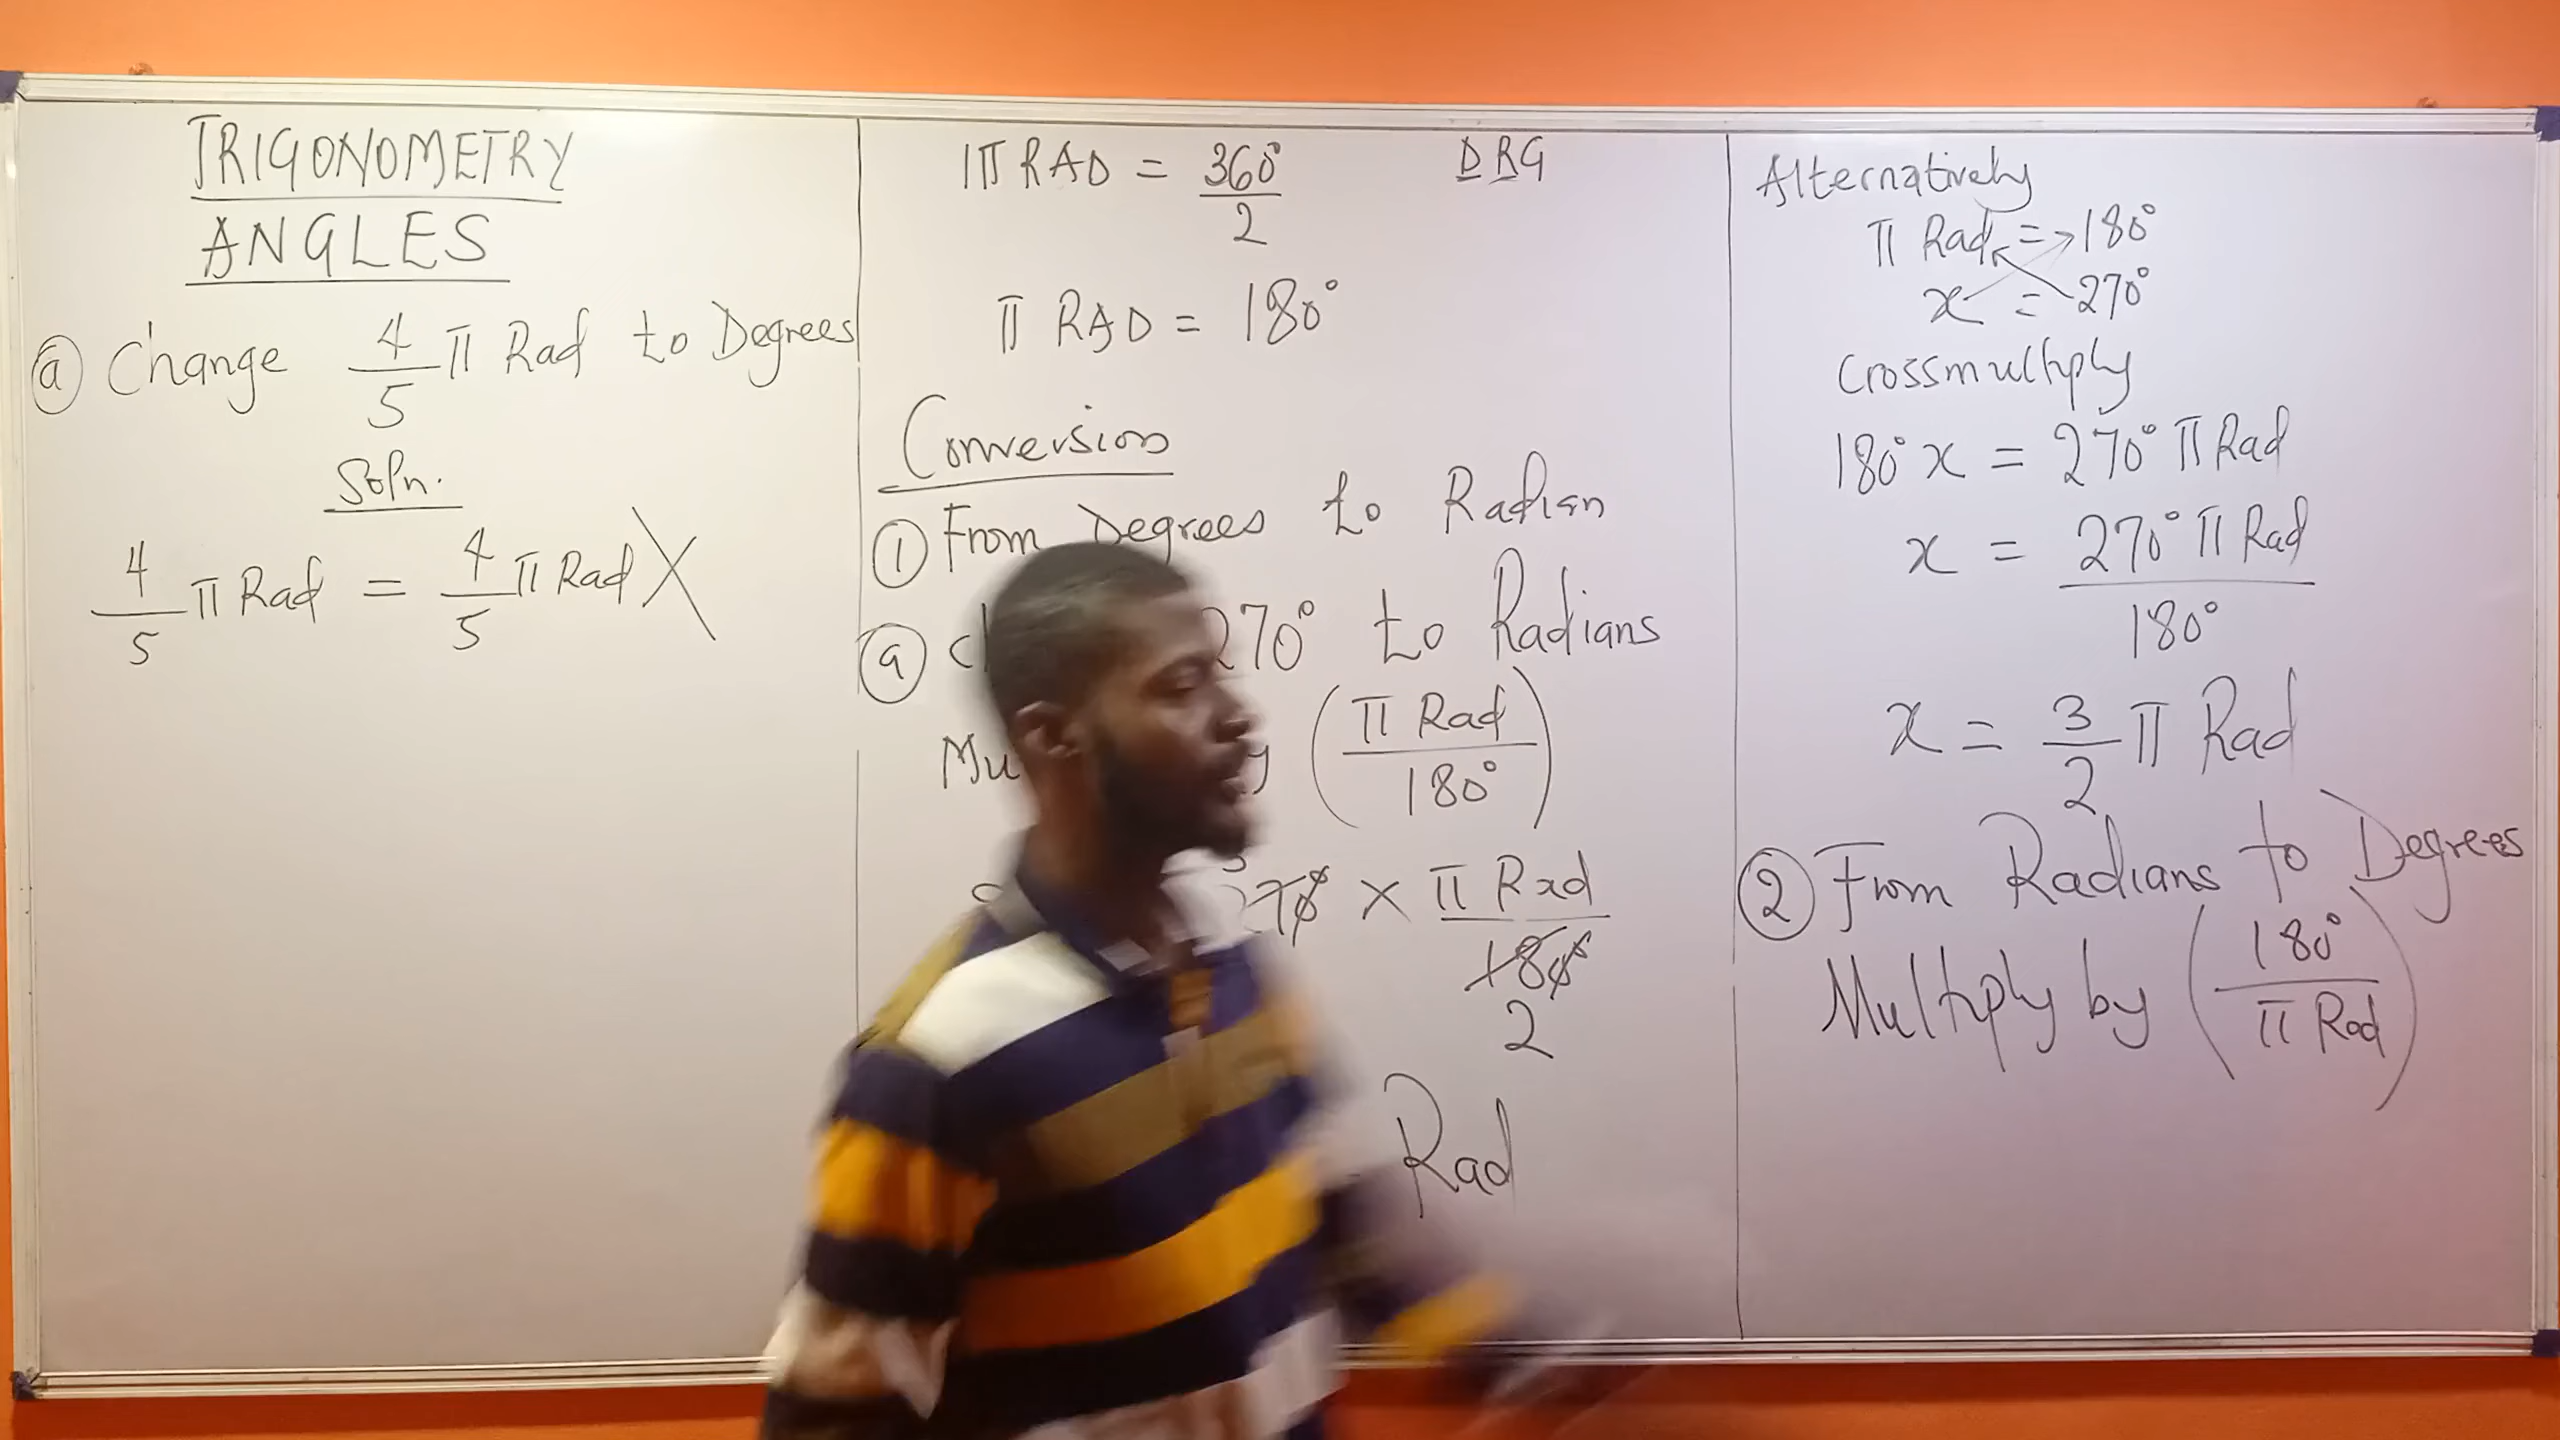 TRIGONOMETRY
ANGLES
ⓐ Change 4/5 π Rad to Degrees
Soln.
4/5 π Rad = 4/5 π Rad X
1π RAD = 360°/2
DRG
π RAD = 180°
Conversion
① From Degrees to Radian
ⓐ 270° to Radians
(π Rad/180°)
× π Rad/180°
2
Rad
Alternatively
π Rad = 180°
x = 270°
Crossmultiply
180° x = 270° π Rad
x = 270° π Rad/180°
x = 3/2 π Rad
② From Radians to Degrees
Multiply by (180°/π Rad)